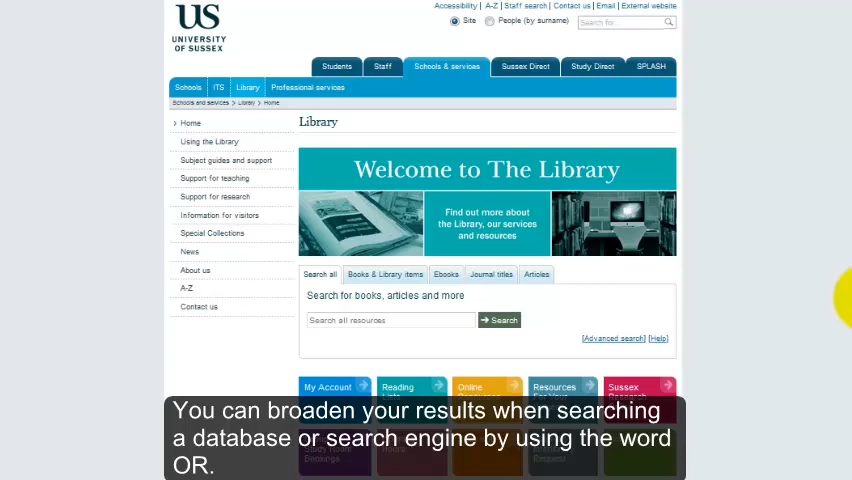 Accessibility | A-Z | Staff search | Contact us | Email | External website
US
UNIVERSITY
OF SUSSEX
Site People (by surname) Search for...
Students Staff Schools & services Sussex Direct Study Direct SPLASH
Schools ITS Library Professional services
Schools and services > Library > Home
Home
Using the Library
Subject guides and support
Support for teaching
Support for research
Information for visitors
Special Collections
News
About us
A-Z
Contact us
Library
Welcome to The Library
Find out more about
the Library, our services
and resources
Search all Books & Library items Ebooks Journal titles Articles
Search for books, articles and more
Search all resources Search
[Advanced search] [Help]
My Account Reading Online Resources Sussex
You can broaden your results when searching
a database or search engine by using the word
OR.